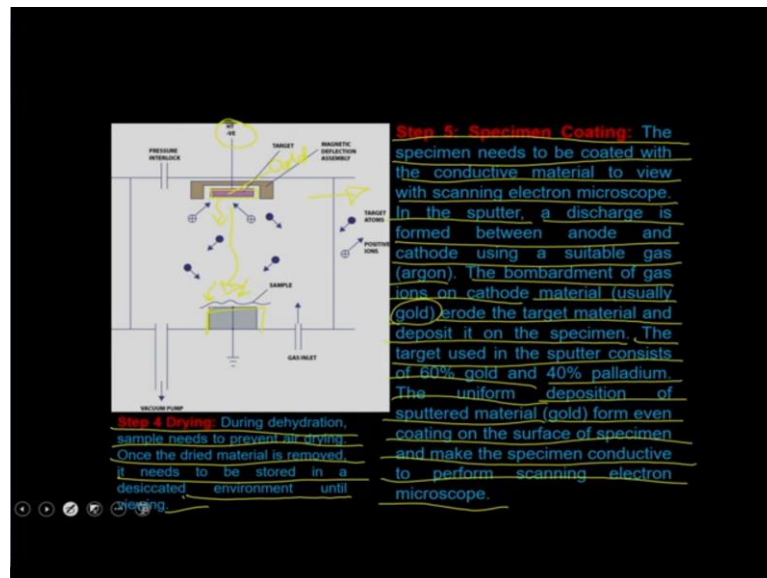 HT
-VE
PRESSURE
INTERLOCK
TARGET
MAGNETIC
DEFLECTION
ASSEMBLY
Gold
TARGET
ATOMS
POSITIVE
IONS
SAMPLE
GAS INLET
VACUUM PUMP
Step 4 Drying: During dehydration,
sample needs to prevent air drying.
Once the dried material is removed,
it needs to be stored in a
desiccated environment until
viewing.
Step 5: Specimen Coating: The
specimen needs to be coated with
the conductive material to view
with scanning electron microscope.
In the sputter, a discharge is
formed between anode and
cathode using a suitable gas
(argon). The bombardment of gas
ions on cathode material (usually
gold) erode the target material and
deposit it on the specimen. The
target used in the sputter consists
of 60% gold and 40% palladium.
The uniform deposition of
sputtered material (gold) form even
coating on the surface of specimen
and make the specimen conductive
to perform scanning electron
microscope.